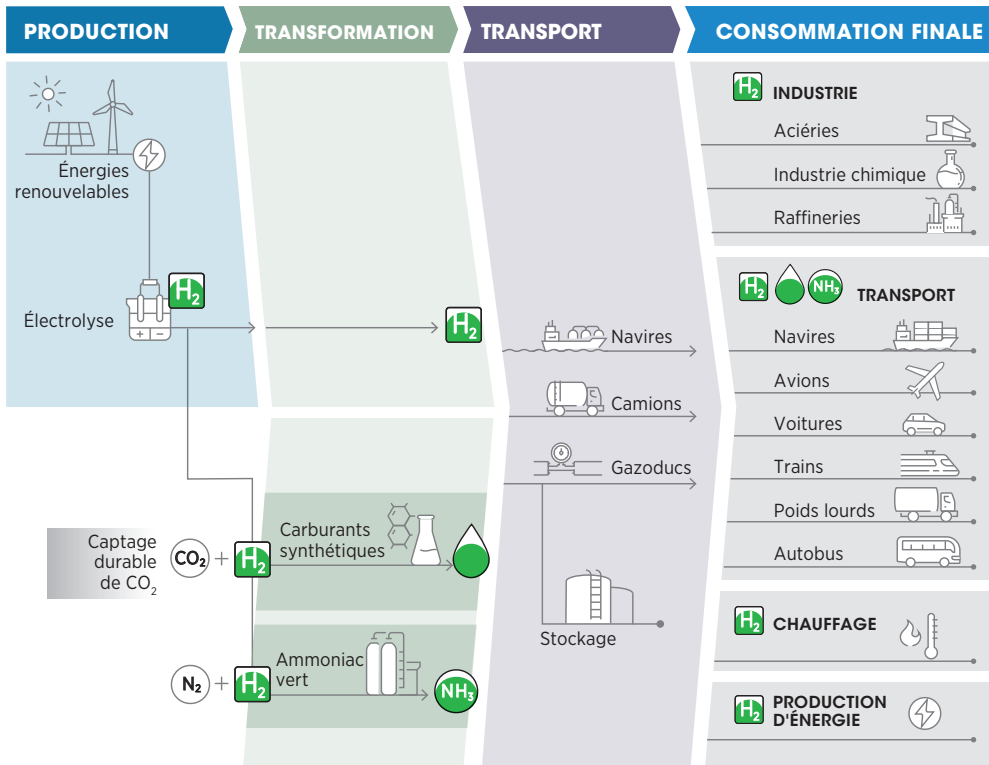 PRODUCTION
TRANSFORMATION
TRANSPORT
CONSOMMATION FINALE
Énergies
renouvelables
H₂
Électrolyse
+ −
H₂
Captage
durable
de CO₂
CO₂ + H₂
Carburants
synthétiques
N₂ + H₂
Ammoniac
vert
NH₃
Navires
Camions
Gazoducs
Stockage
H₂ INDUSTRIE
Aciéries
Industrie chimique
Raffineries
H₂ NH₃ TRANSPORT
Navires
Avions
Voitures
Trains
Poids lourds
Autobus
H₂ CHAUFFAGE
H₂ PRODUCTION
D'ÉNERGIE